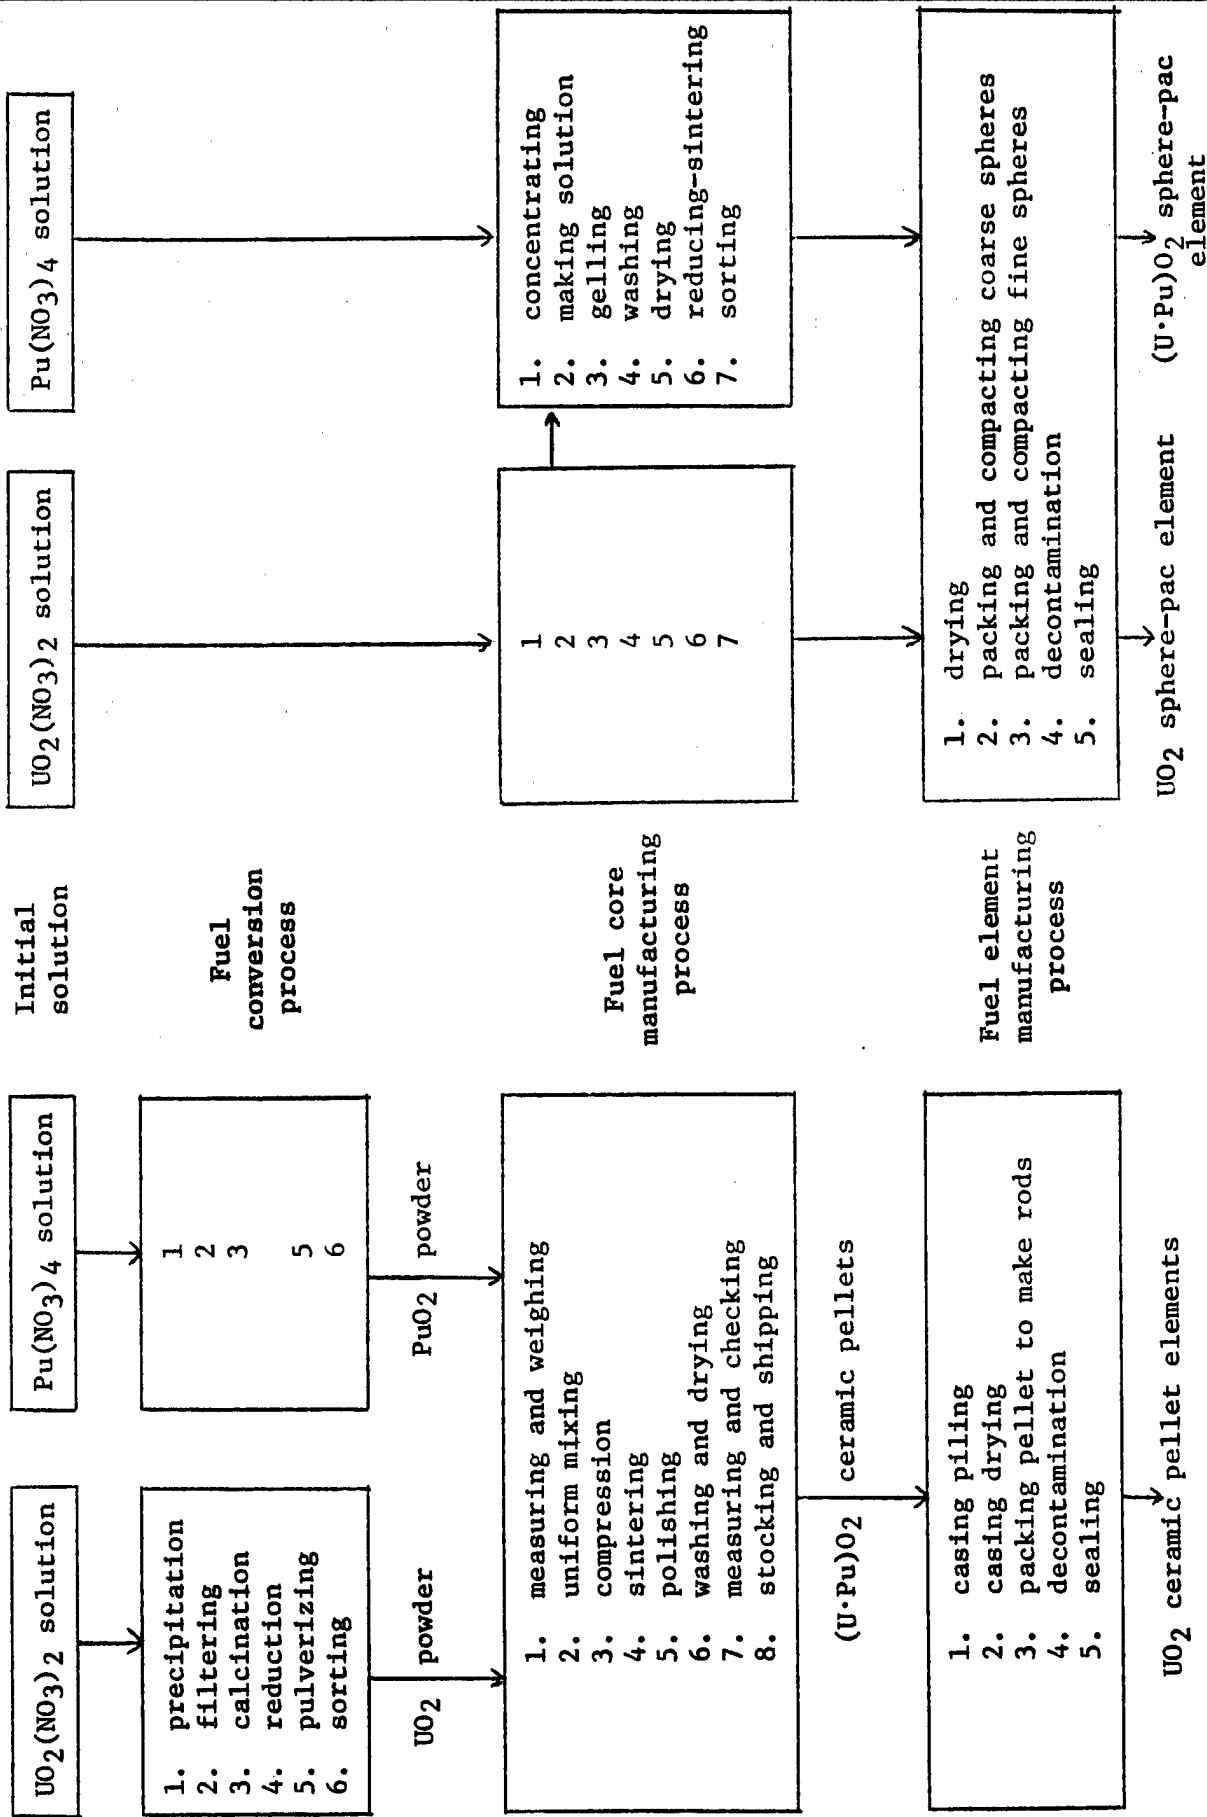 UO2(NO3)2 solution
Pu(NO3)4 solution
Initial
solution
UO2(NO3)2 solution
Pu(NO3)4 solution
1. precipitation
2. filtering
3. calcination
4. reduction
5. pulverizing
6. sorting
1
2
3
5
6
Fuel
conversion
process
UO2 powder
PuO2 powder
1. measuring and weighing
2. uniform mixing
3. compression
4. sintering
5. polishing
6. washing and drying
7. measuring and checking
8. stocking and shipping
Fuel core
manufacturing
process
1
2
3
4
5
6
7
1. concentrating
2. making solution
3. gelling
4. washing
5. drying
6. reducing-sintering
7. sorting
(U·Pu)O2 ceramic pellets
1. casing piling
2. casing drying
3. packing pellet to make rods
4. decontamination
5. sealing
Fuel element
manufacturing
process
1. drying
2. packing and compacting coarse spheres
3. packing and compacting fine spheres
4. decontamination
5. sealing
UO2 ceramic pellet elements
UO2 sphere-pac element
(U·Pu)O2 sphere-pac
element